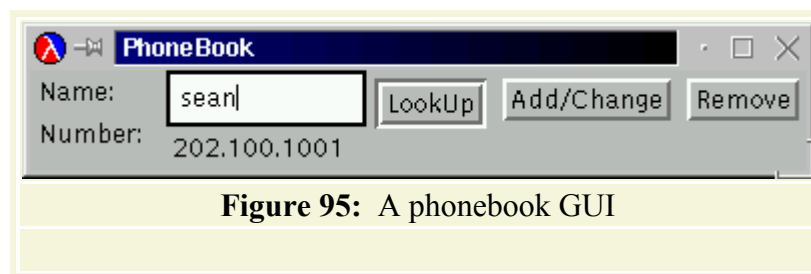 PhoneBook
Name: sean LookUp Add/Change Remove
Number: 202.100.1001
Figure 95: A phonebook GUI